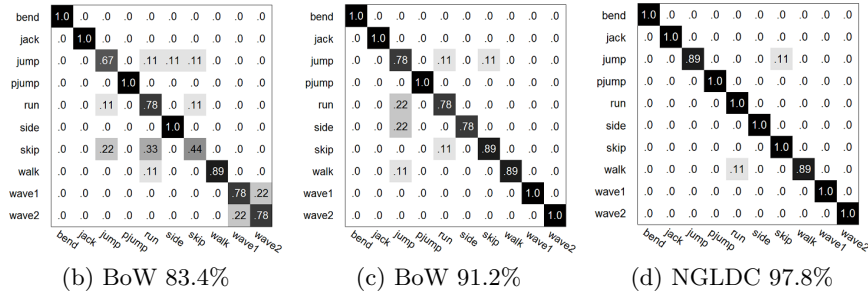 bend 1.0 .0 .0 .0 .0 .0 .0 .0 .0 .0
jack .0 1.0 .0 .0 .0 .0 .0 .0 .0 .0
jump .0 .0 .67 .0 .11 .11 .11 .0 .0 .0
pjump .0 .0 .0 1.0 .0 .0 .0 .0 .0 .0
run .0 .0 .11 .0 .78 .0 .11 .0 .0 .0
side .0 .0 .0 .0 .0 1.0 .0 .0 .0 .0
skip .0 .0 .22 .0 .33 .0 .44 .0 .0 .0
walk .0 .0 .0 .0 .11 .0 .0 .89 .0 .0
wave1 .0 .0 .0 .0 .0 .0 .0 .0 .78 .22
wave2 .0 .0 .0 .0 .0 .0 .0 .0 .22 .78
bend jack jump pjump run side skip walk wave1 wave2
(b) BoW 83.4%
bend 1.0 .0 .0 .0 .0 .0 .0 .0 .0 .0
jack .0 1.0 .0 .0 .0 .0 .0 .0 .0 .0
jump .0 .0 .78 .0 .11 .0 .11 .0 .0 .0
pjump .0 .0 .0 1.0 .0 .0 .0 .0 .0 .0
run .0 .0 .22 .0 .78 .0 .0 .0 .0 .0
side .0 .0 .22 .0 .0 .78 .0 .0 .0 .0
skip .0 .0 .0 .0 .11 .0 .89 .0 .0 .0
walk .0 .0 .11 .0 .0 .0 .0 .89 .0 .0
wave1 .0 .0 .0 .0 .0 .0 .0 .0 1.0 .0
wave2 .0 .0 .0 .0 .0 .0 .0 .0 .0 1.0
bend jack jump pjump run side skip walk wave1 wave2
(c) BoW 91.2%
bend 1.0 .0 .0 .0 .0 .0 .0 .0 .0 .0
jack .0 1.0 .0 .0 .0 .0 .0 .0 .0 .0
jump .0 .0 .89 .0 .0 .0 .11 .0 .0 .0
pjump .0 .0 .0 1.0 .0 .0 .0 .0 .0 .0
run .0 .0 .0 .0 1.0 .0 .0 .0 .0 .0
side .0 .0 .0 .0 .0 1.0 .0 .0 .0 .0
skip .0 .0 .0 .0 .0 .0 1.0 .0 .0 .0
walk .0 .0 .0 .0 .11 .0 .0 .89 .0 .0
wave1 .0 .0 .0 .0 .0 .0 .0 .0 1.0 .0
wave2 .0 .0 .0 .0 .0 .0 .0 .0 .0 1.0
bend jack jump pjump run side skip walk wave1 wave2
(d) NGLDC 97.8%